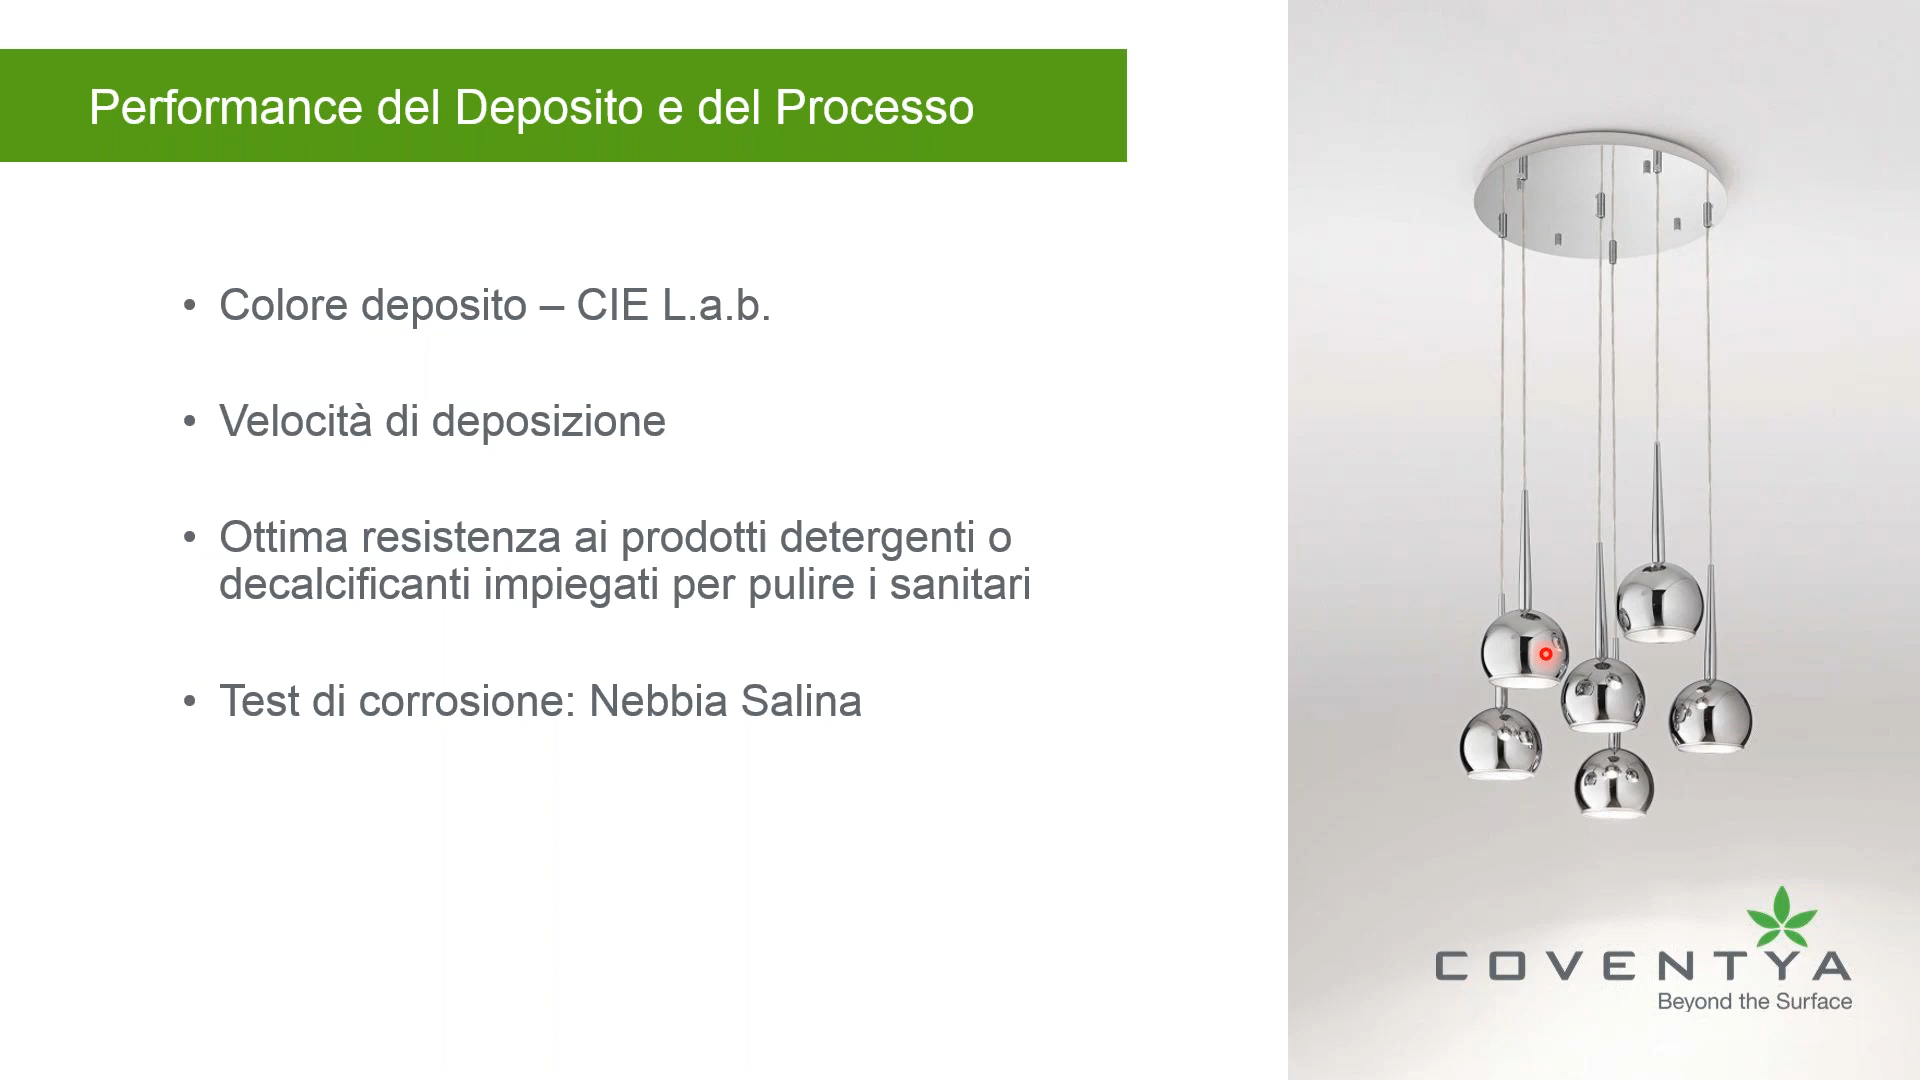 Performance del Deposito e del Processo
• Colore deposito – CIE L.a.b.
• Velocità di deposizione
• Ottima resistenza ai prodotti detergenti o
decalcificanti impiegati per pulire i sanitari
• Test di corrosione: Nebbia Salina
COVENTYA
Beyond the Surface